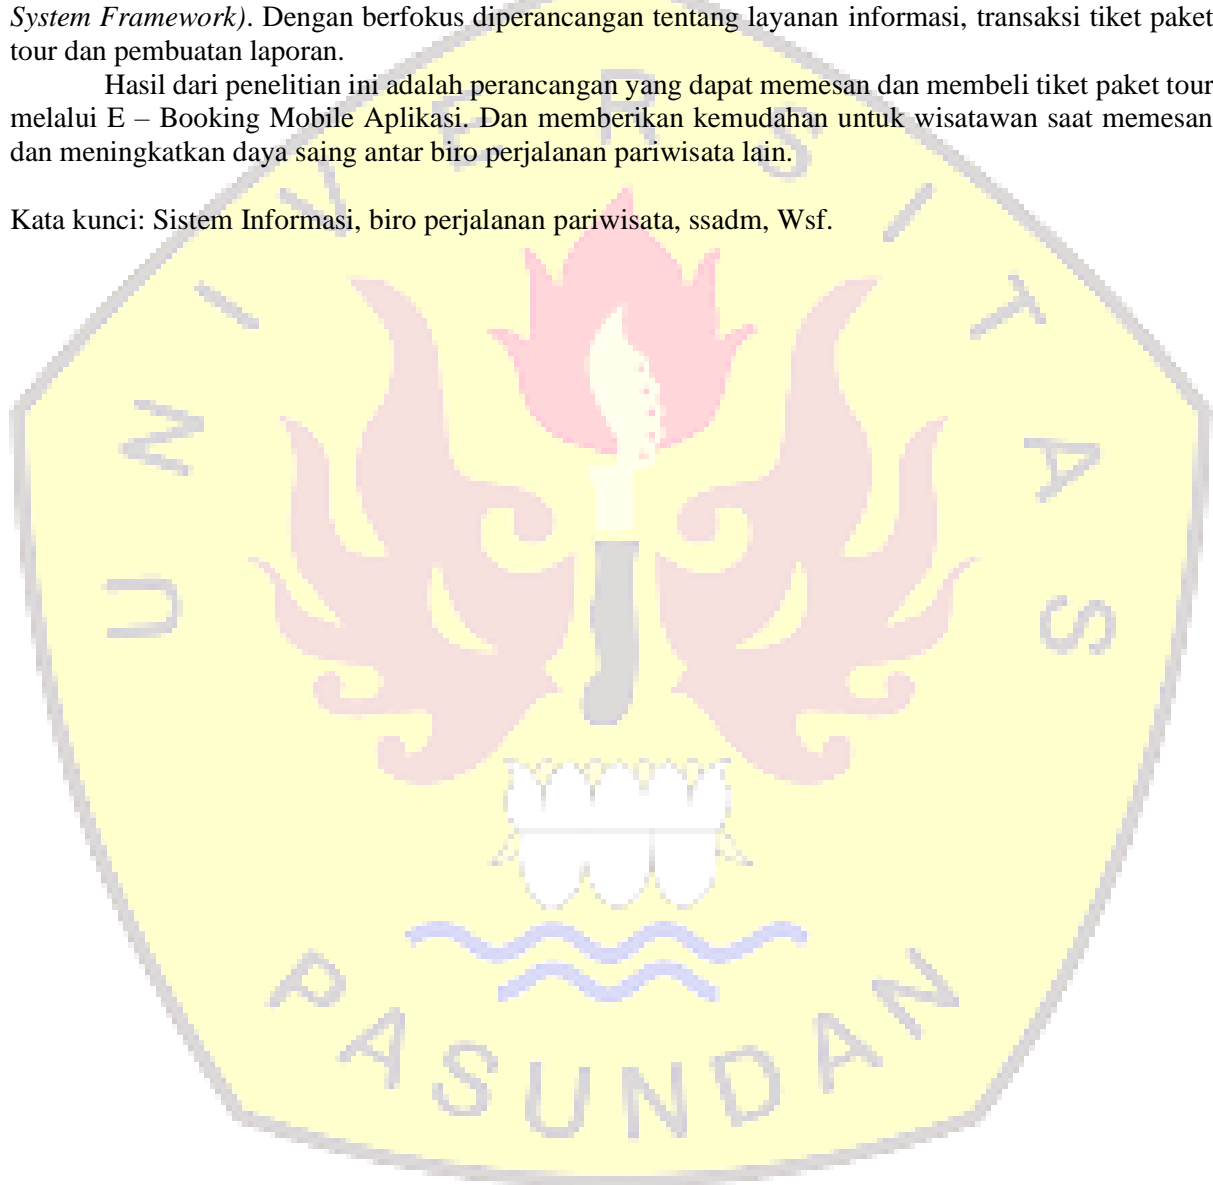 System Framework). Dengan berfokus diperancangan tentang layanan informasi, transaksi tiket paket
tour dan pembuatan laporan.
Hasil dari penelitian ini adalah perancangan yang dapat memesan dan membeli tiket paket tour
melalui E – Booking Mobile Aplikasi. Dan memberikan kemudahan untuk wisatawan saat memesan
dan meningkatkan daya saing antar biro perjalanan pariwisata lain.
Kata kunci: Sistem Informasi, biro perjalanan pariwisata, ssadm, Wsf.
UNIVERSITAS
PASUNDAN